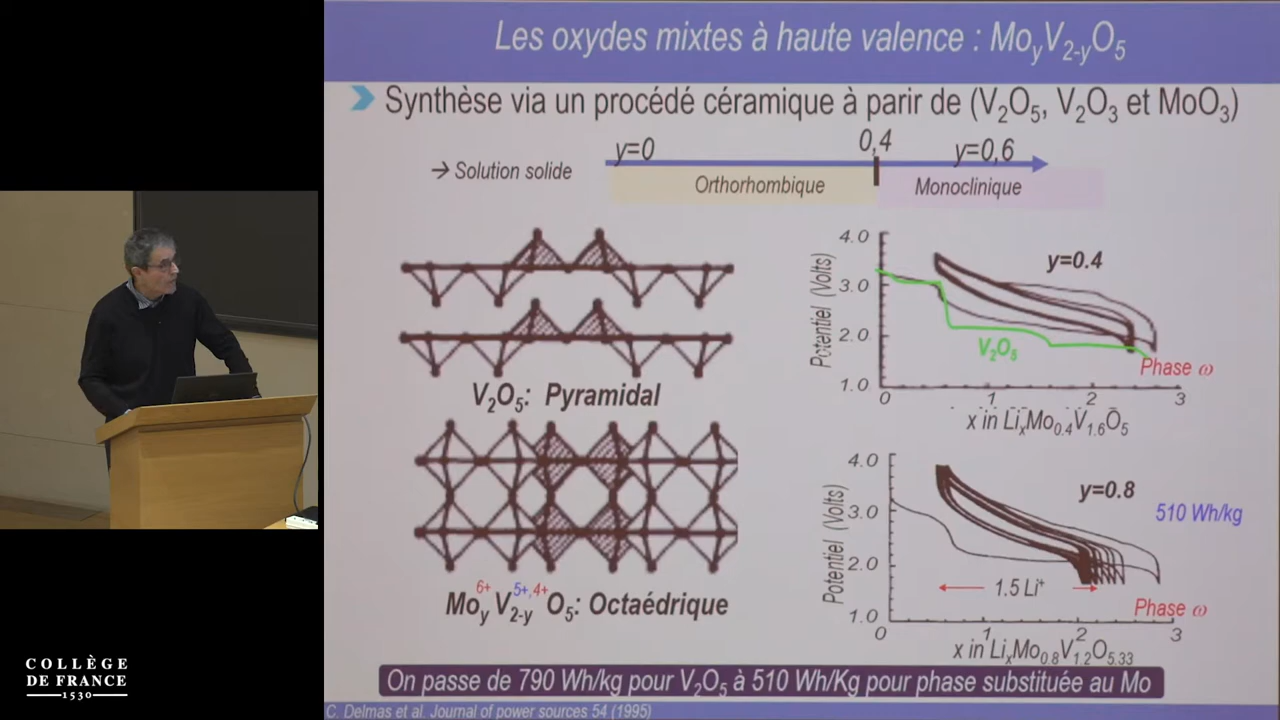 Les oxydes mixtes à haute valence : MoyV2-yO5
Synthèse via un procédé céramique à parir de (V2O5, V2O3 et MoO3)
→ Solution solide
y=0
0,4
y=0,6
Orthorhombique
Monoclinique
V2O5: Pyramidal
6+ 5+,4+
MoyV2-yO5: Octaédrique
Potentiel (Volts)
4.0
3.0
2.0
1.0
y=0.4
V2O5
Phase ω
0 1 2 3
x in LixMo0.4V1.6O5
Potentiel (Volts)
4.0
3.0
2.0
1.0
y=0.8
510 Wh/kg
1.5 Li+
Phase ω
0 1 2 3
x in LixMo0.8V1.2O5.33
On passe de 790 Wh/kg pour V2O5 à 510 Wh/Kg pour phase substituée au Mo
C. Delmas et al. Journal of power sources 54 (1995)
COLLÈGE
DE FRANCE
1530